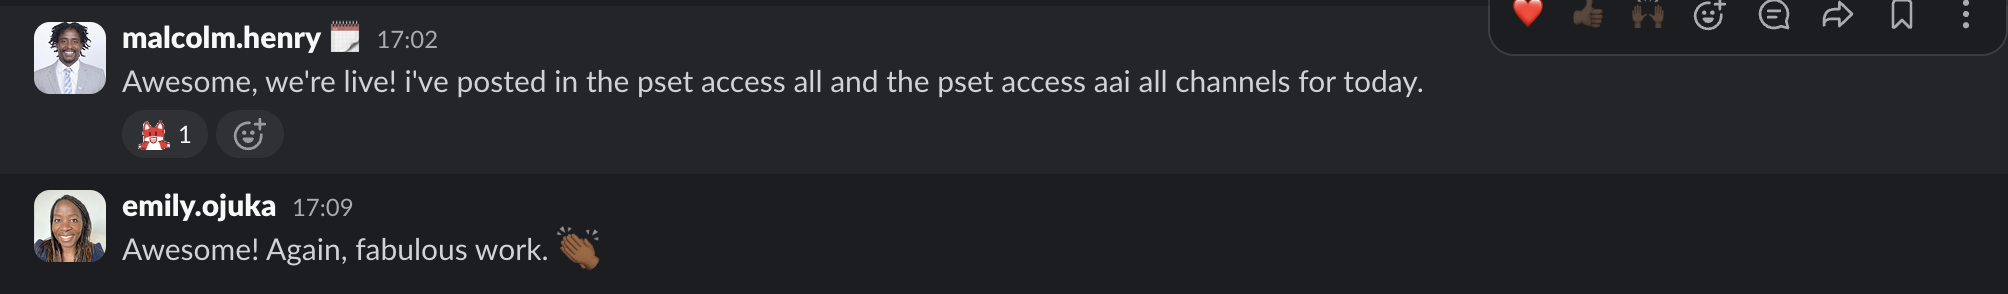 malcolm.henry 17:02
Awesome, we're live! i've posted in the pset access all and the pset access aai all channels for today.
1
emily.ojuka 17:09
Awesome! Again, fabulous work.